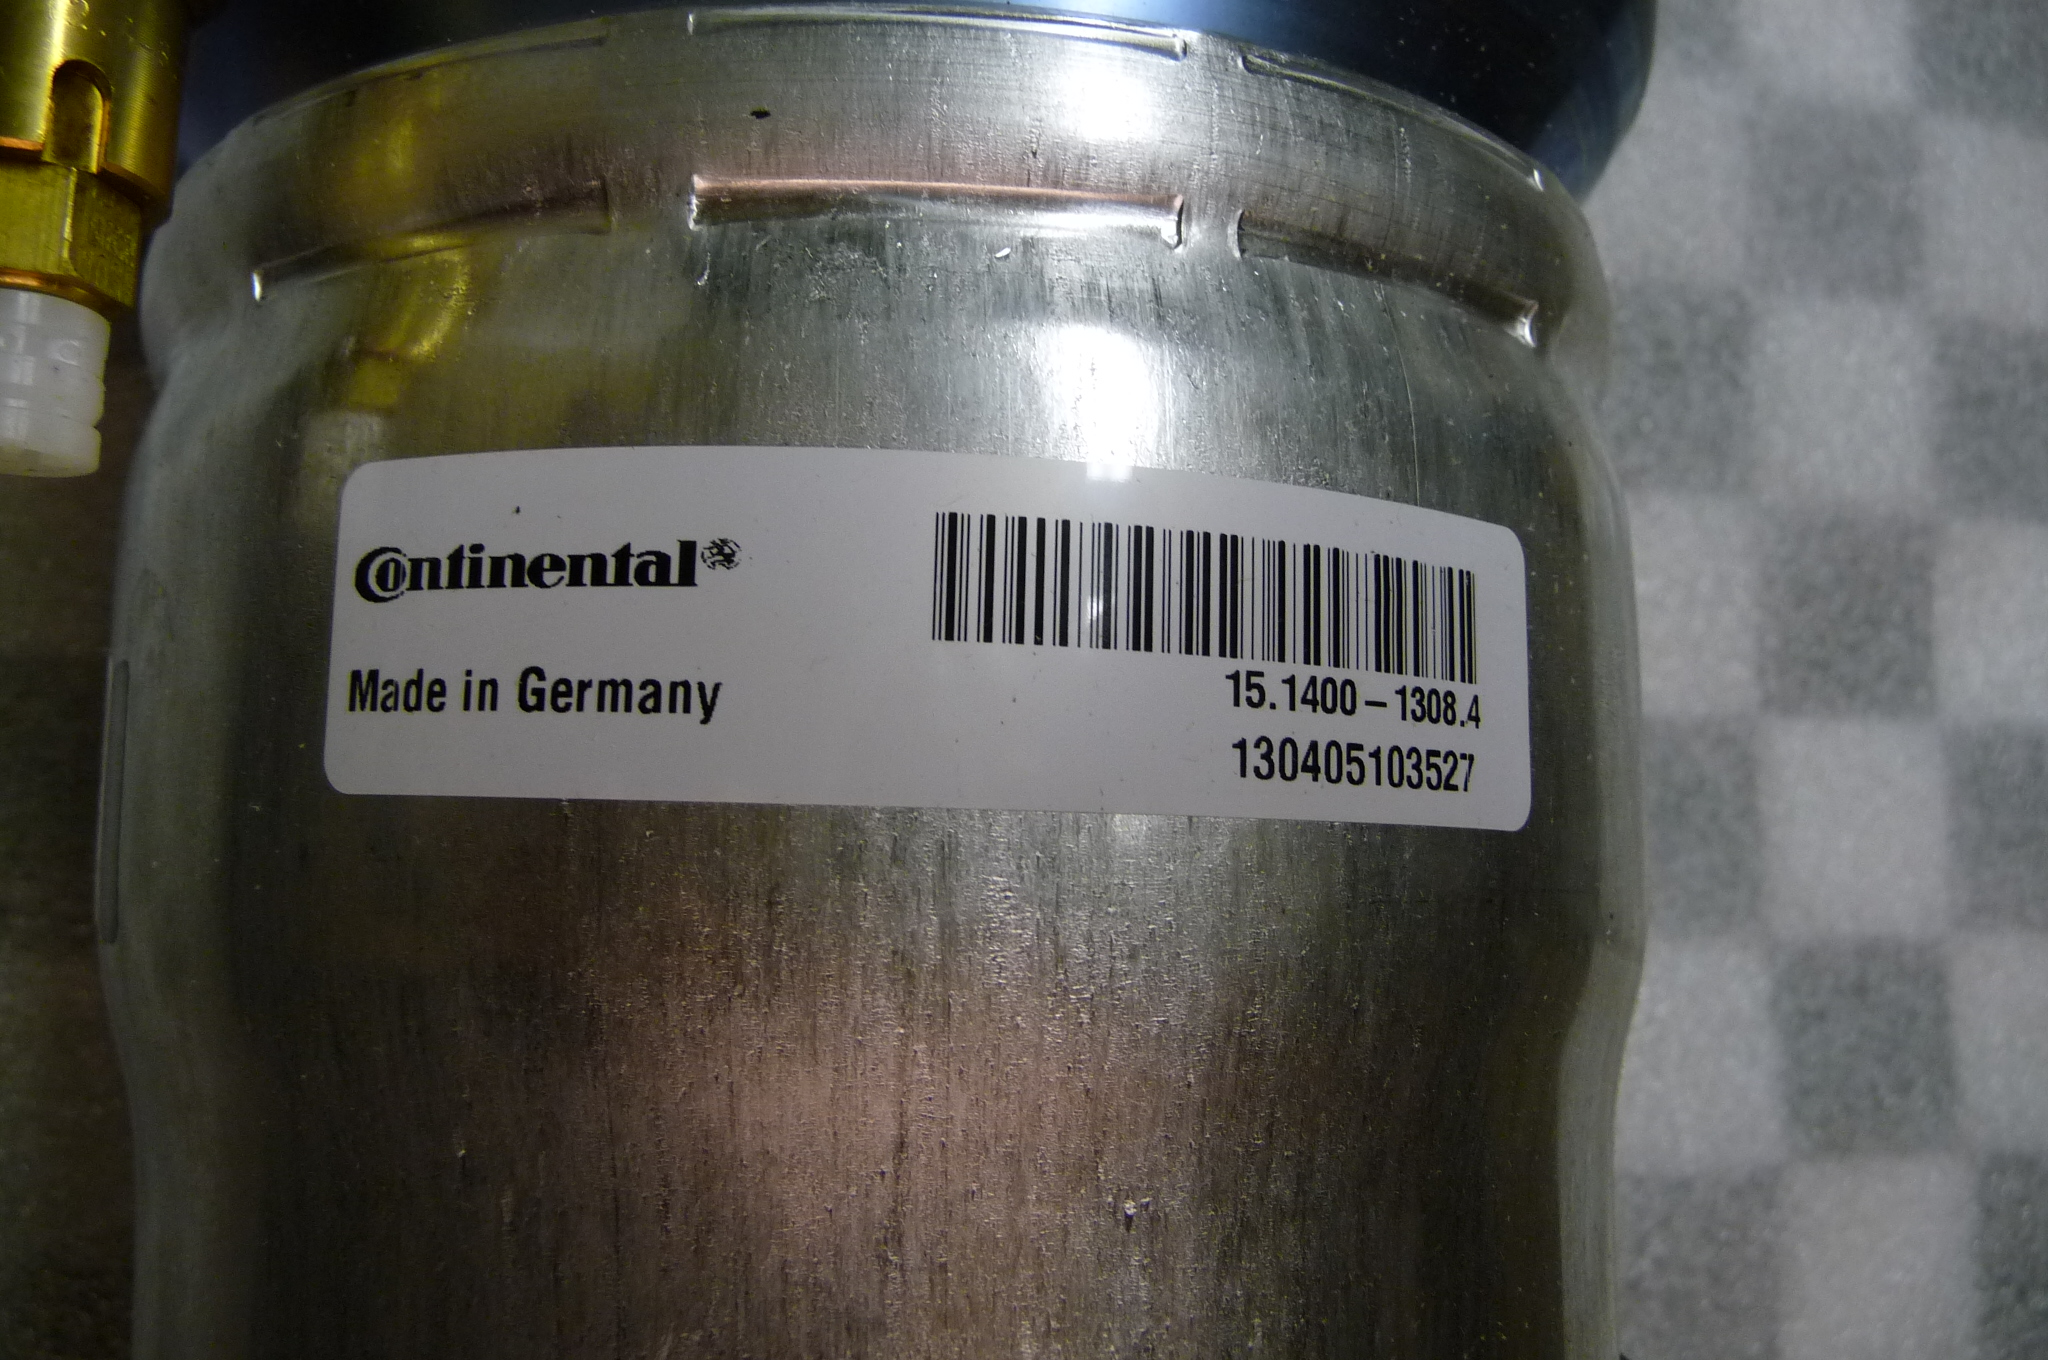 Continental
Made in Germany
15.1400-1308.4
130405103527